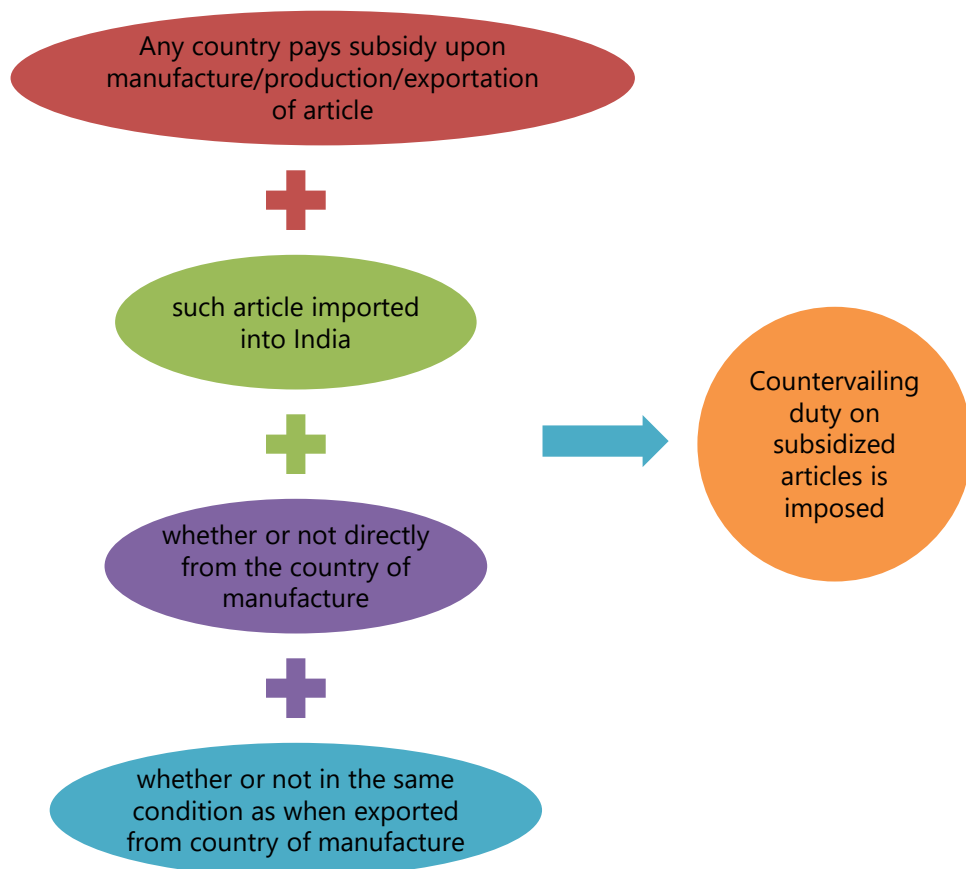 Any country pays subsidy upon
manufacture/production/exportation
of article
such article imported
into India
whether or not directly
from the country of
manufacture
whether or not in the same
condition as when exported
from country of manufacture
Countervailing
duty on
subsidized
articles is
imposed